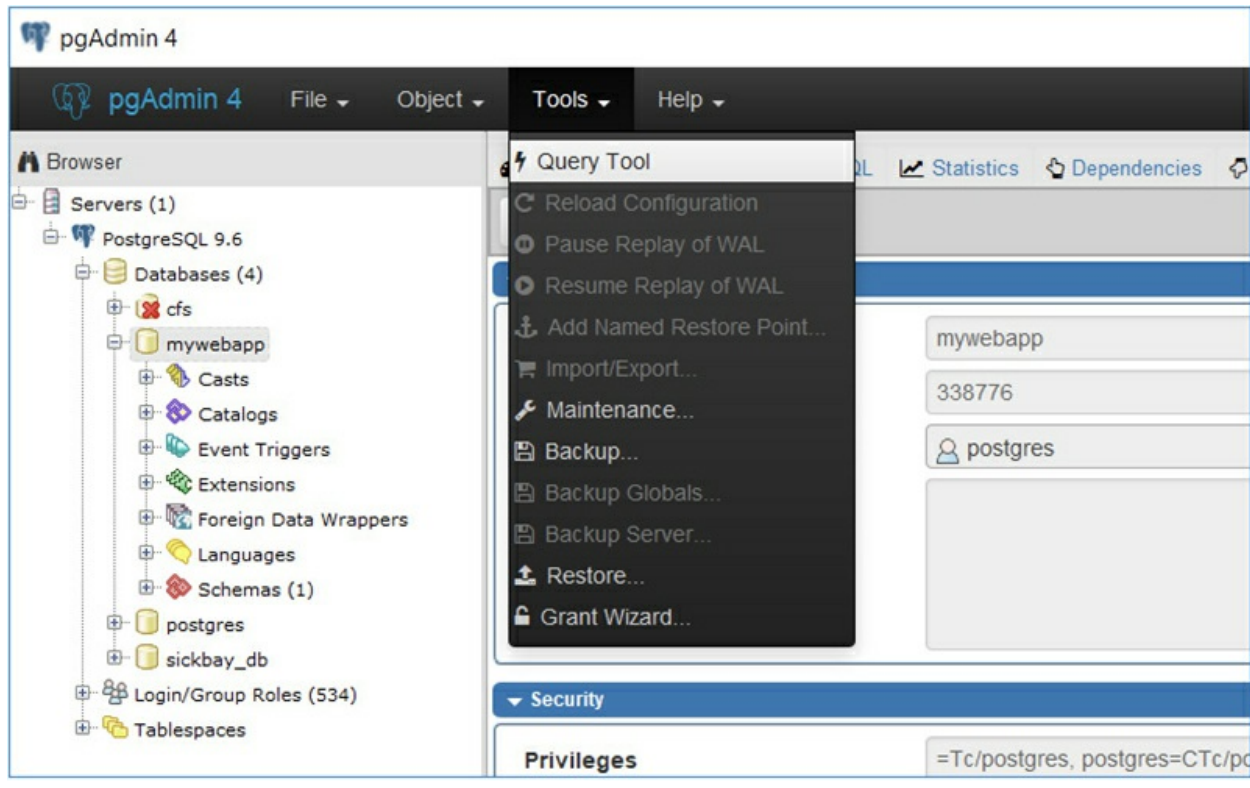 pgAdmin 4
pgAdmin 4 File Object Tools Help
Browser
Servers (1)
PostgreSQL 9.6
Databases (4)
cfs
mywebapp
Casts
Catalogs
Event Triggers
Extensions
Foreign Data Wrappers
Languages
Schemas (1)
postgres
sickbay_db
Login/Group Roles (534)
Tablespaces
Query Tool
Reload Configuration
Pause Replay of WAL
Resume Replay of WAL
Add Named Restore Point...
Import/Export...
Maintenance...
Backup...
Backup Globals...
Backup Server...
Restore...
Grant Wizard...
Statistics Dependencies
mywebapp
338776
postgres
Security
Privileges =Tc/postgres, postgres=CTc/po